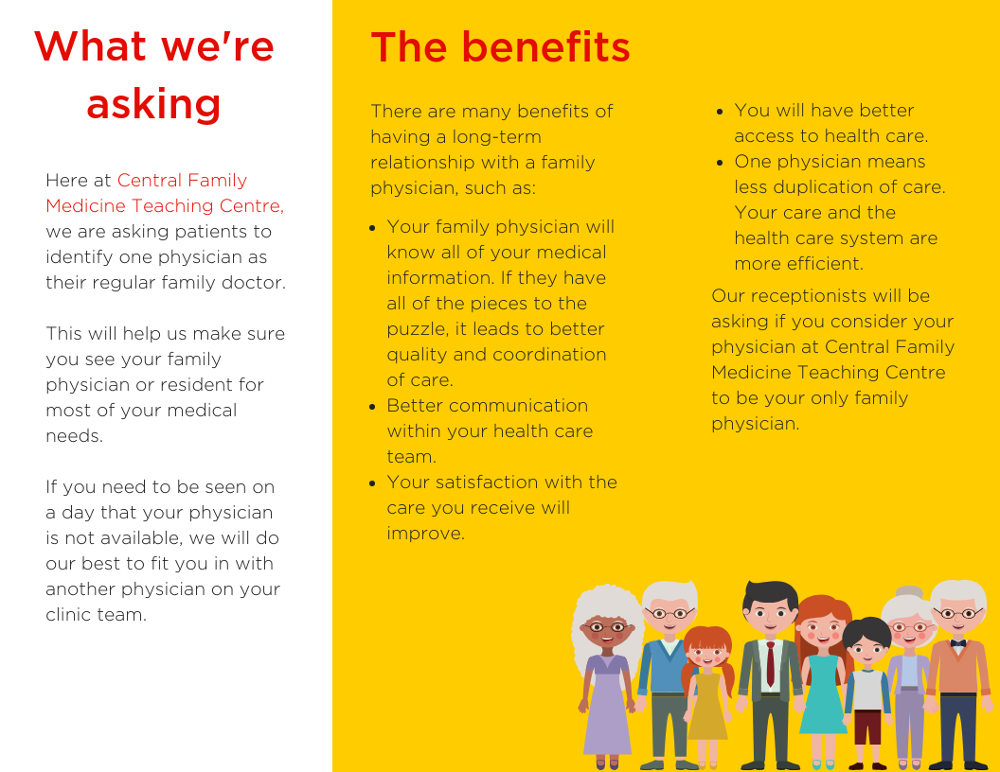 What we're
asking
Here at Central Family
Medicine Teaching Centre,
we are asking patients to
identify one physician as
their regular family doctor.
This will help us make sure
you see your family
physician or resident for
most of your medical
needs.
If you need to be seen on
a day that your physician
is not available, we will do
our best to fit you in with
another physician on your
clinic team.
The benefits
There are many benefits of
having a long-term
relationship with a family
physician, such as:
• Your family physician will
know all of your medical
information. If they have
all of the pieces to the
puzzle, it leads to better
quality and coordination
of care.
• Better communication
within your health care
team.
• Your satisfaction with the
care you receive will
improve.
• You will have better
access to health care.
• One physician means
less duplication of care.
Your care and the
health care system are
more efficient.
Our receptionists will be
asking if you consider your
physician at Central Family
Medicine Teaching Centre
to be your only family
physician.